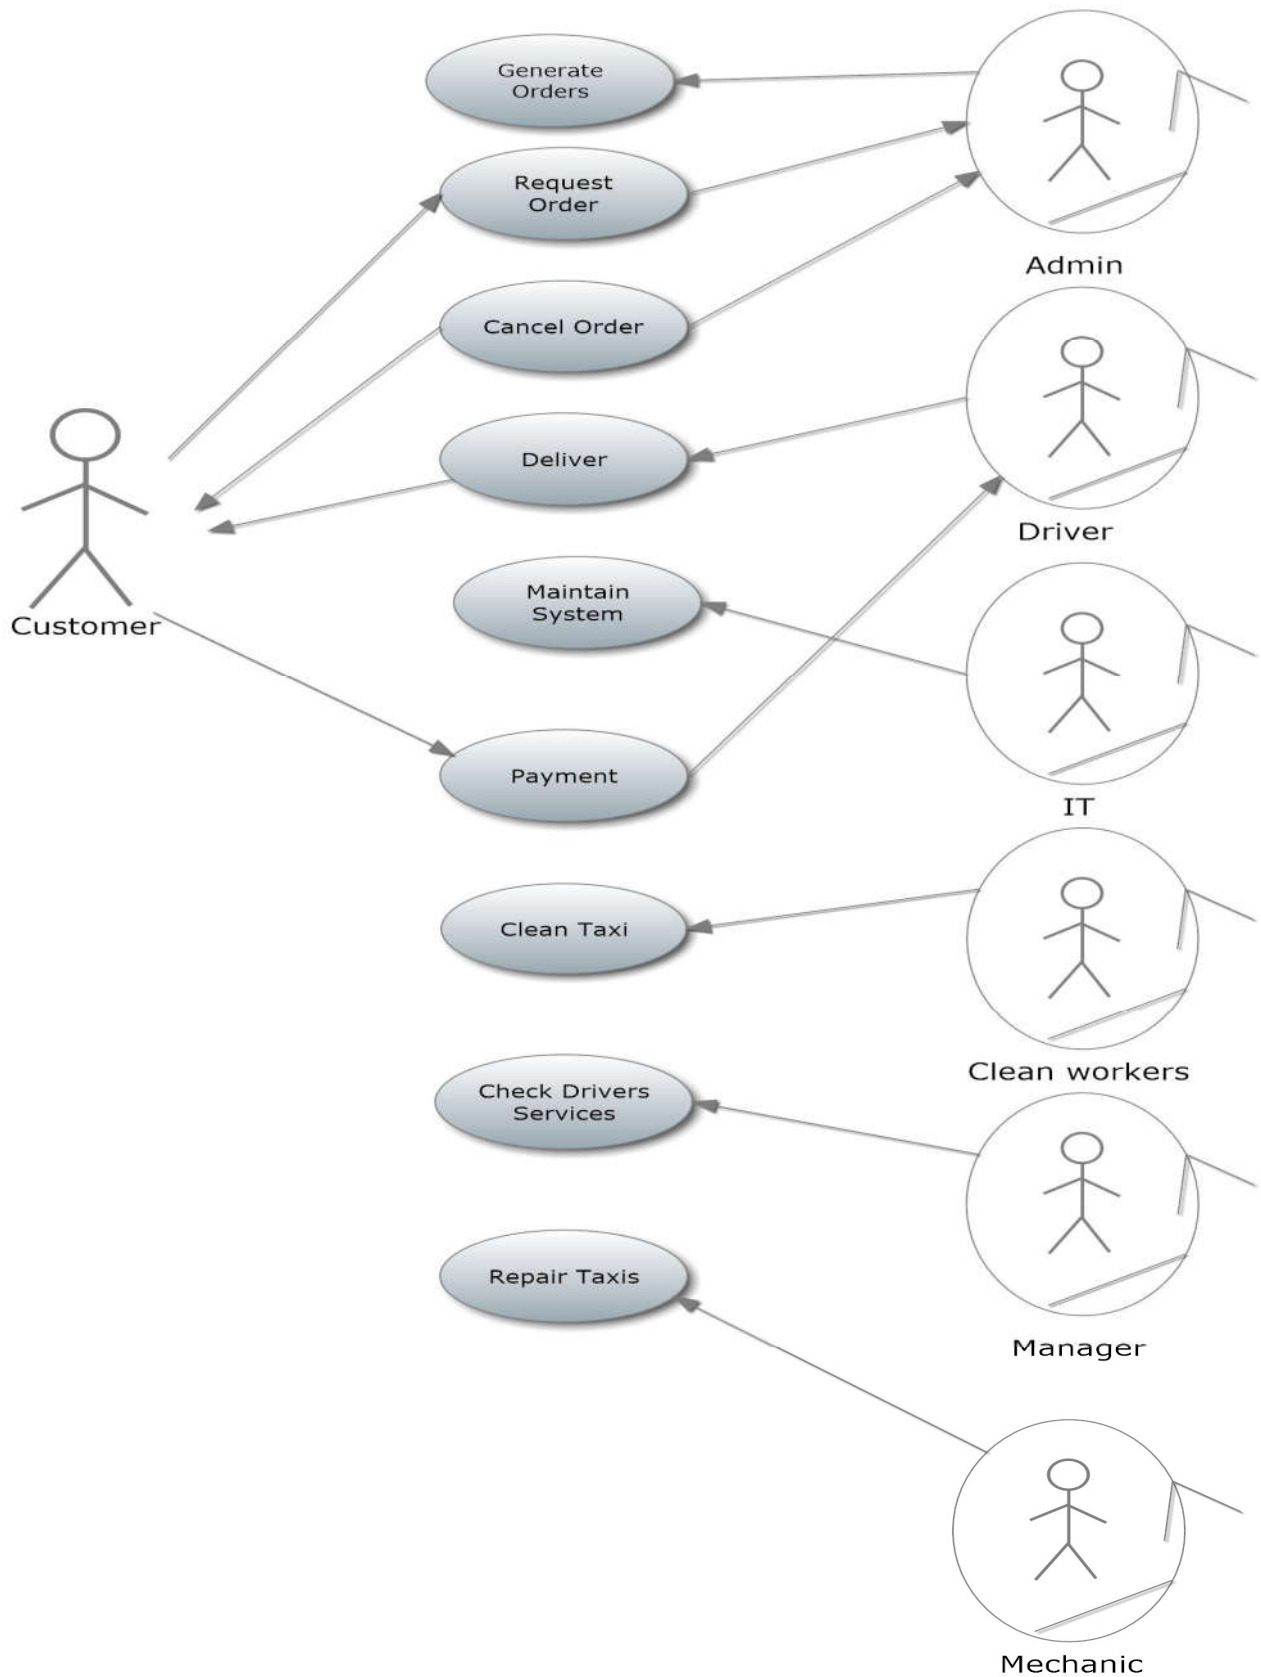 Generate
Orders
Request
Order
Admin
Cancel Order
Deliver
Driver
Maintain
System
Customer
Payment
IT
Clean Taxi
Clean workers
Check Drivers
Services
Repair Taxis
Manager
Mechanic